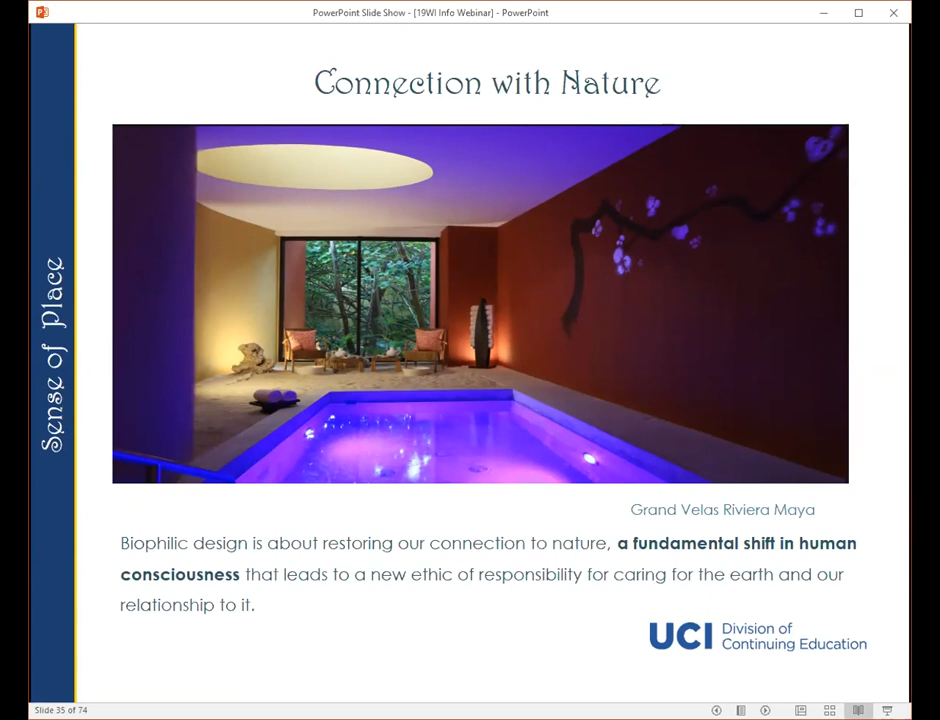 PowerPoint Slide Show - [19WI Info Webinar] - PowerPoint
Connection with Nature
Sense of Place
Grand Velas Riviera Maya
Biophilic design is about restoring our connection to nature, a fundamental shift in human
consciousness that leads to a new ethic of responsibility for caring for the earth and our
relationship to it.
UCI Division of
Continuing Education
Slide 35 of 74